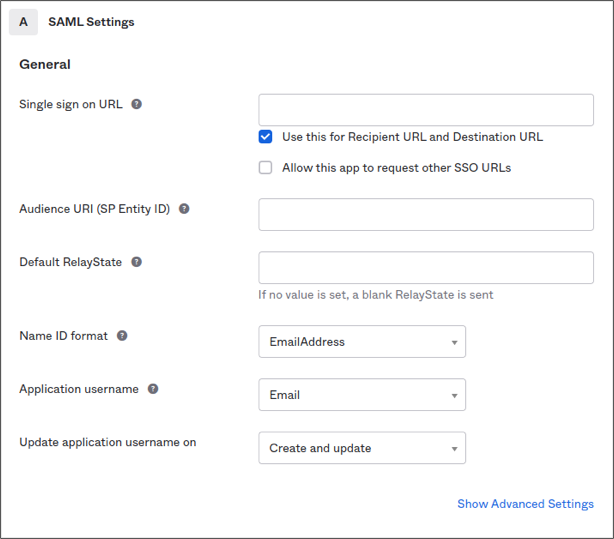 A SAML Settings
General
Single sign on URL ?
Use this for Recipient URL and Destination URL
Allow this app to request other SSO URLs
Audience URI (SP Entity ID) ?
Default RelayState ?
If no value is set, a blank RelayState is sent
Name ID format ? EmailAddress
Application username ? Email
Update application username on Create and update
Show Advanced Settings